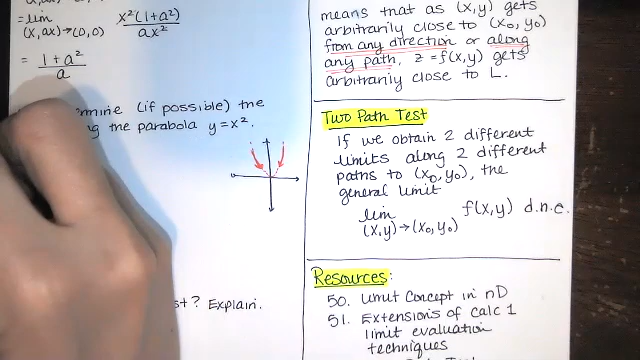 = lim
(x, ax) → (0,0)
x²(1+a²)
ax²
= 1+a²
a
mine (if possible) the
the parabola y=x².
? Explain.
means that as (x,y) gets
arbitrarily close to (x₀, y₀)
from any direction or along
any path, z = f(x,y) gets
arbitrarily close to L.
Two Path Test
If we obtain 2 different
limits along 2 different
paths to (x₀, y₀), the
general limit
lim f(x,y) d.n.e.
(x,y) → (x₀, y₀)
Resources:
50. Limit Concept in nD
51. Extensions of Calc 1
limit evaluation
techniques